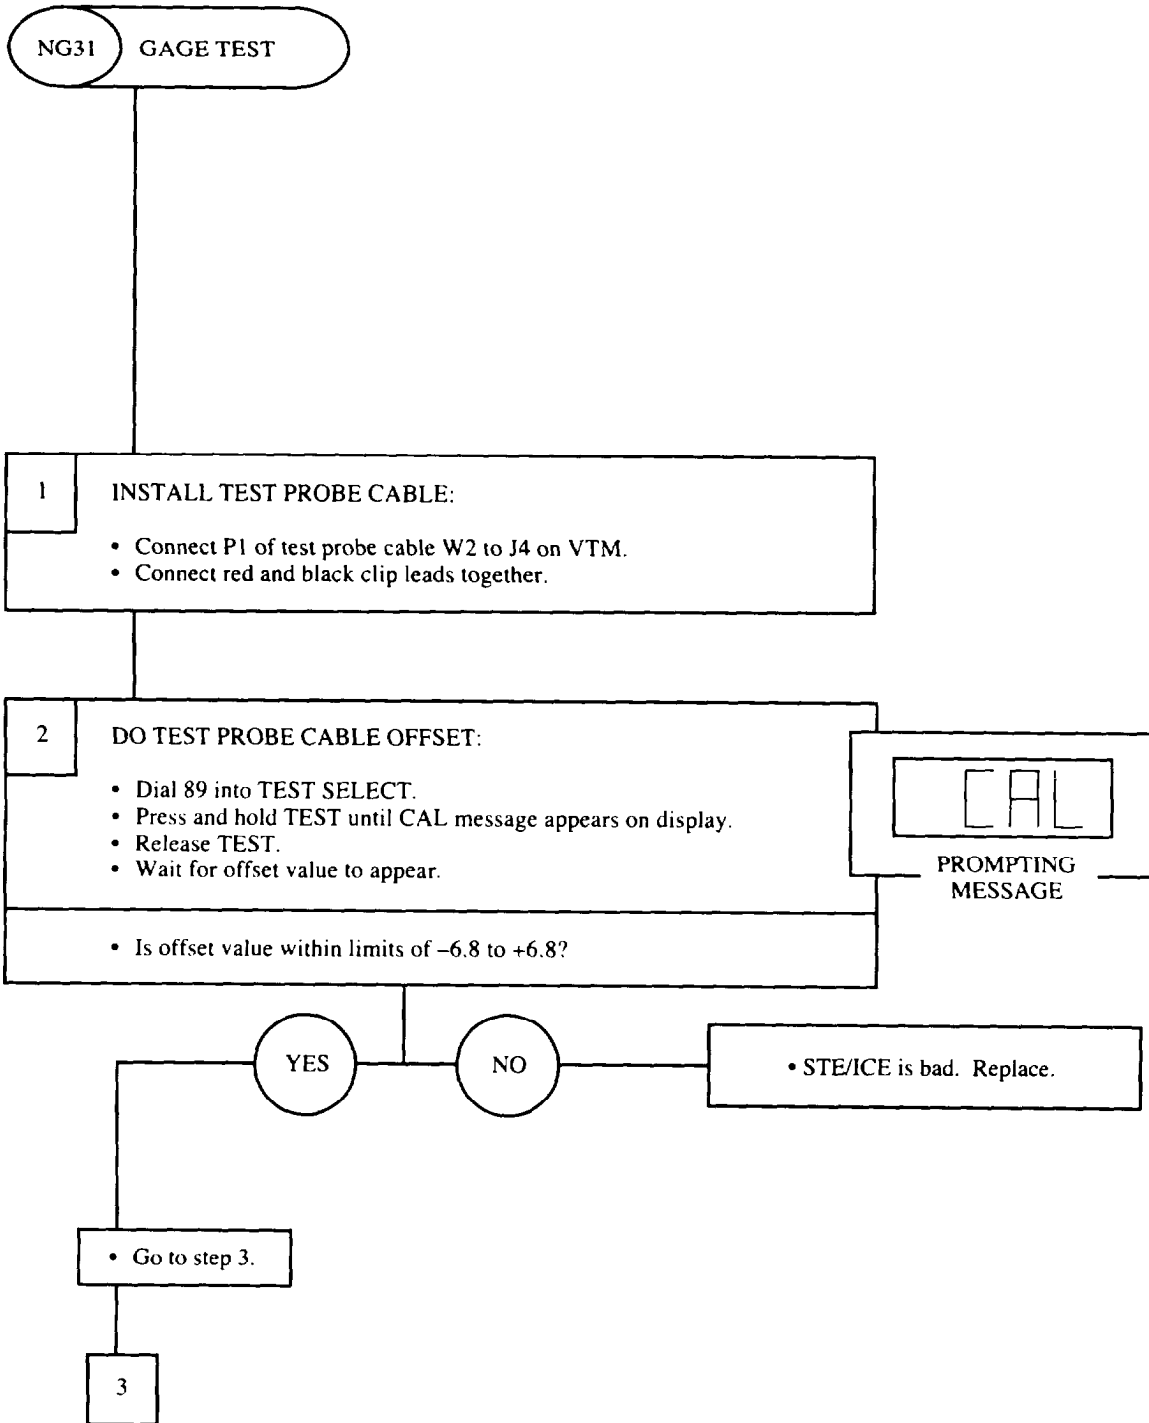 NG31 GAGE TEST
1 INSTALL TEST PROBE CABLE:
• Connect P1 of test probe cable W2 to J4 on VTM.
• Connect red and black clip leads together.
2 DO TEST PROBE CABLE OFFSET:
• Dial 89 into TEST SELECT.
• Press and hold TEST until CAL message appears on display.
• Release TEST.
• Wait for offset value to appear.
CAL
PROMPTING
MESSAGE
• Is offset value within limits of –6.8 to +6.8?
YES NO • STE/ICE is bad. Replace.
• Go to step 3.
3